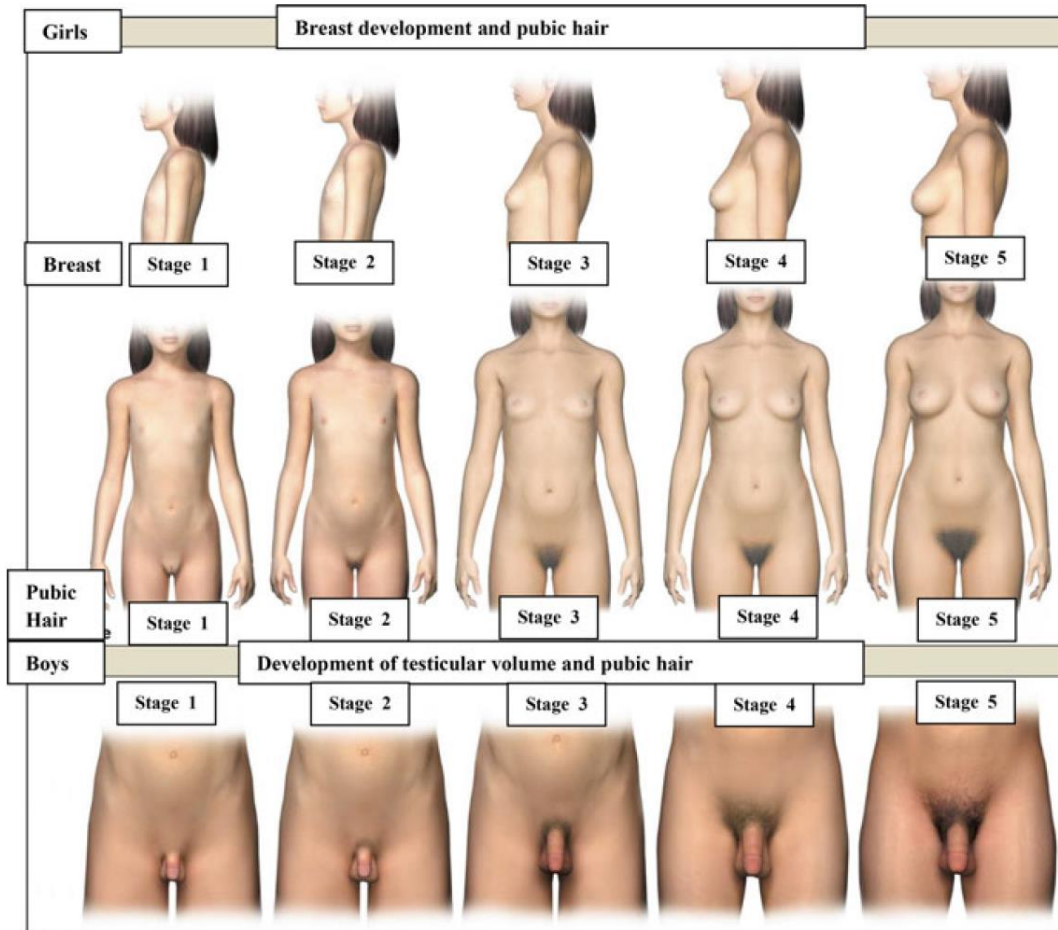 Girls
Breast development and pubic hair
Breast
Stage 1
Stage 2
Stage 3
Stage 4
Stage 5
Pubic
Hair
Stage 1
Stage 2
Stage 3
Stage 4
Stage 5
Boys
Development of testicular volume and pubic hair
Stage 1
Stage 2
Stage 3
Stage 4
Stage 5